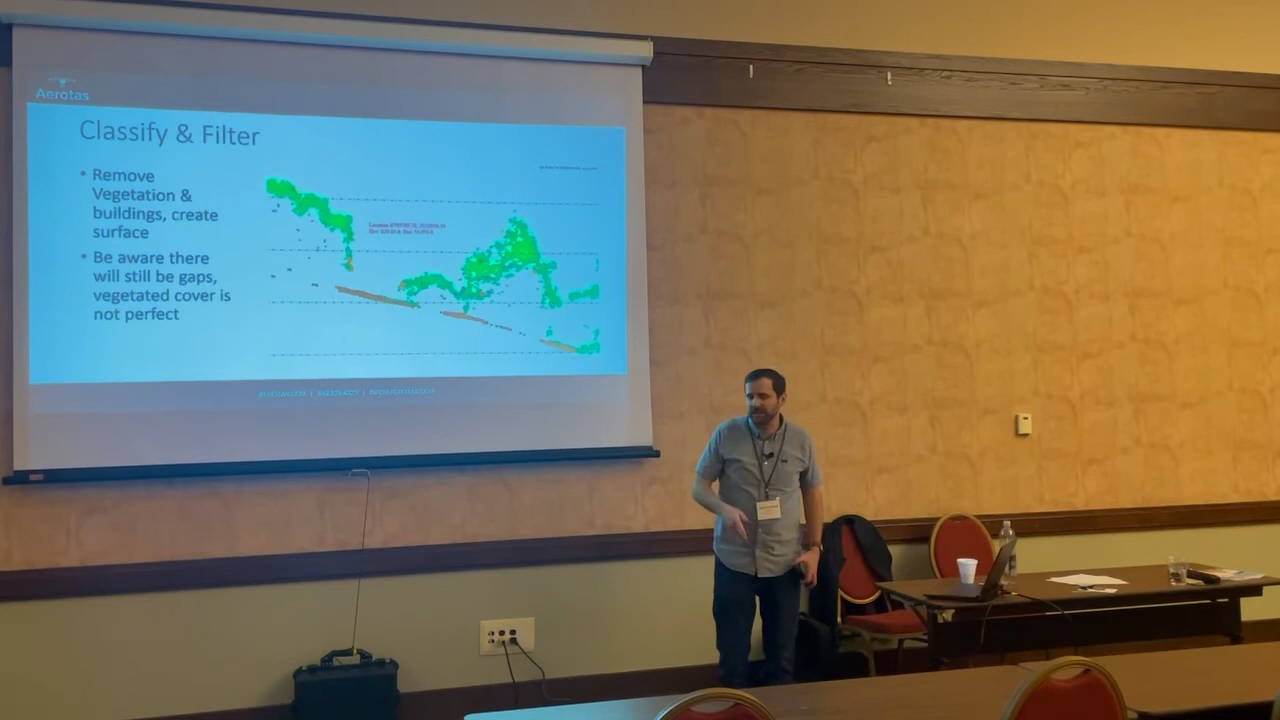 Aerotas
Classify & Filter
• Remove
Vegetation &
buildings, create
surface
• Be aware there
will still be gaps,
vegetated cover is
not perfect